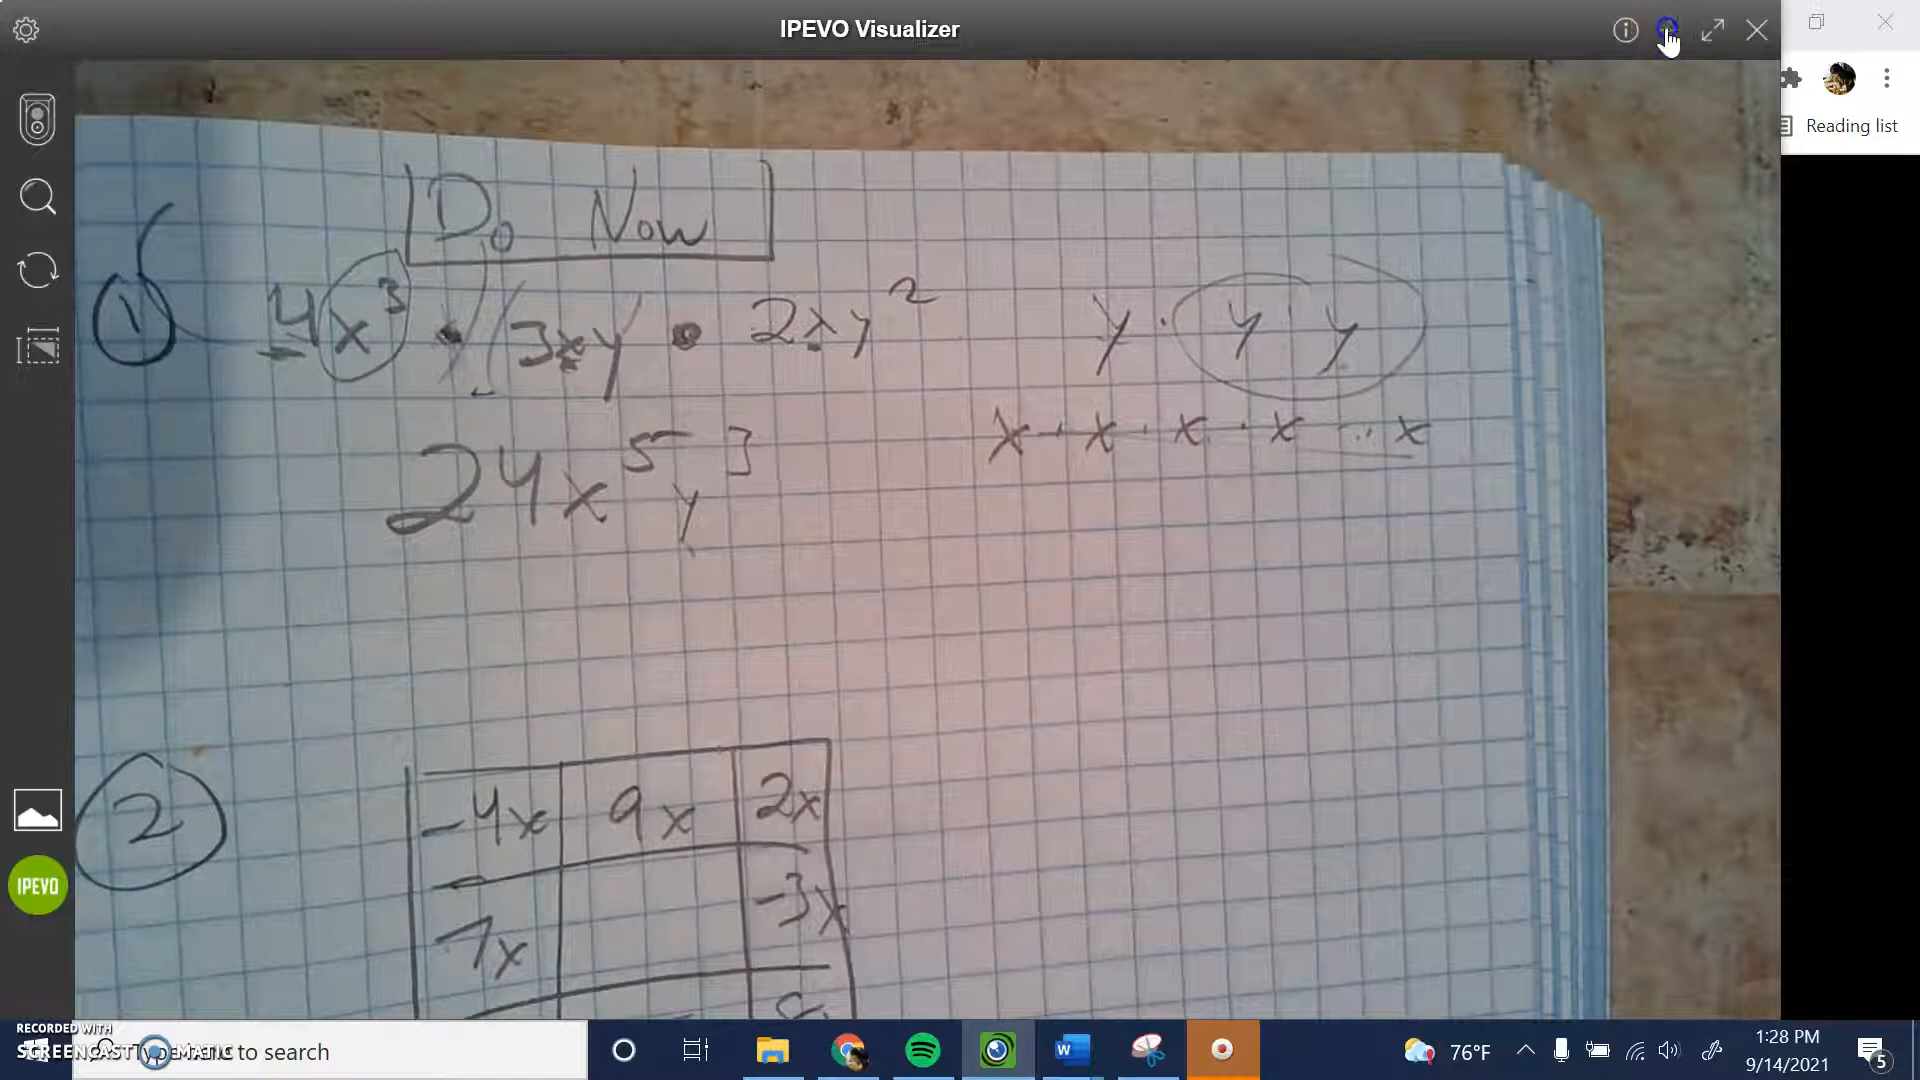 IPEVO Visualizer
Reading list
Do Now
1 4x³ • 3xy • 2xy²
y · y · y
x · x · x · x · x
24x⁵y³
2
-4x 9x 2x
7x -3x
IPEVO
RECORDED WITH
SCREENCAST MATIC
to search
76°F
1:28 PM
9/14/2021
5